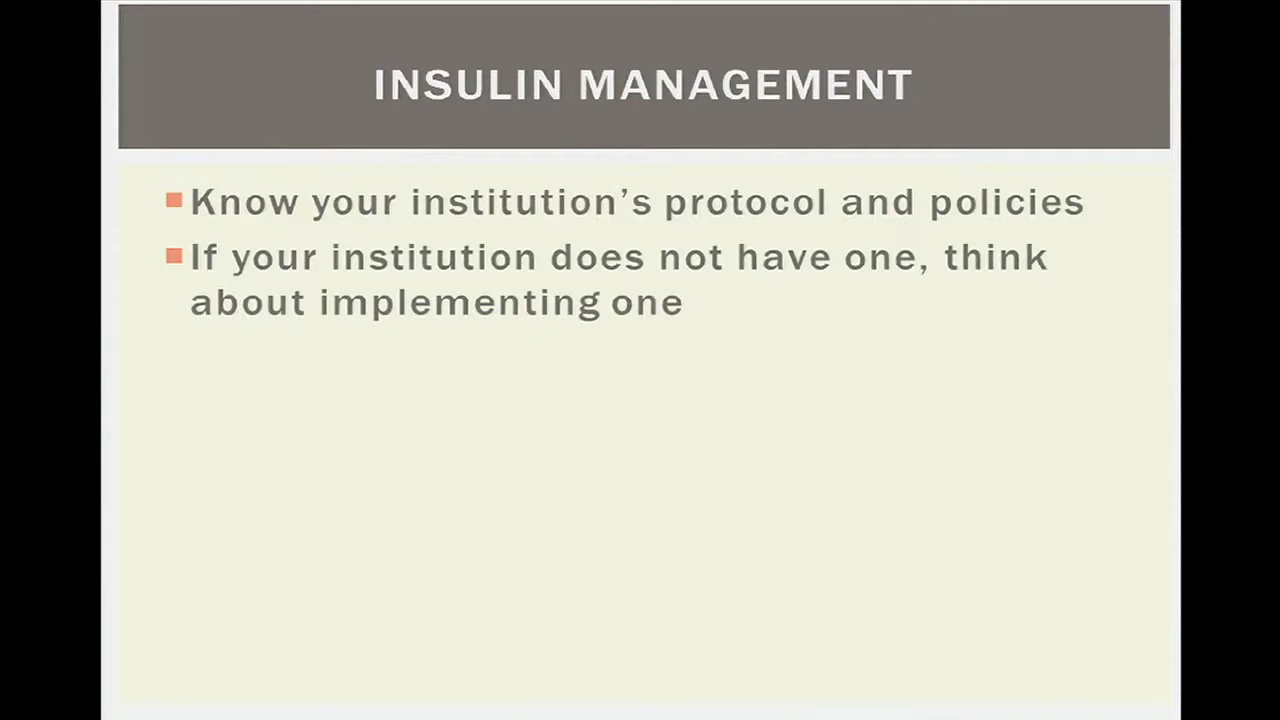 INSULIN MANAGEMENT
Know your institution’s protocol and policies
If your institution does not have one, think
about implementing one